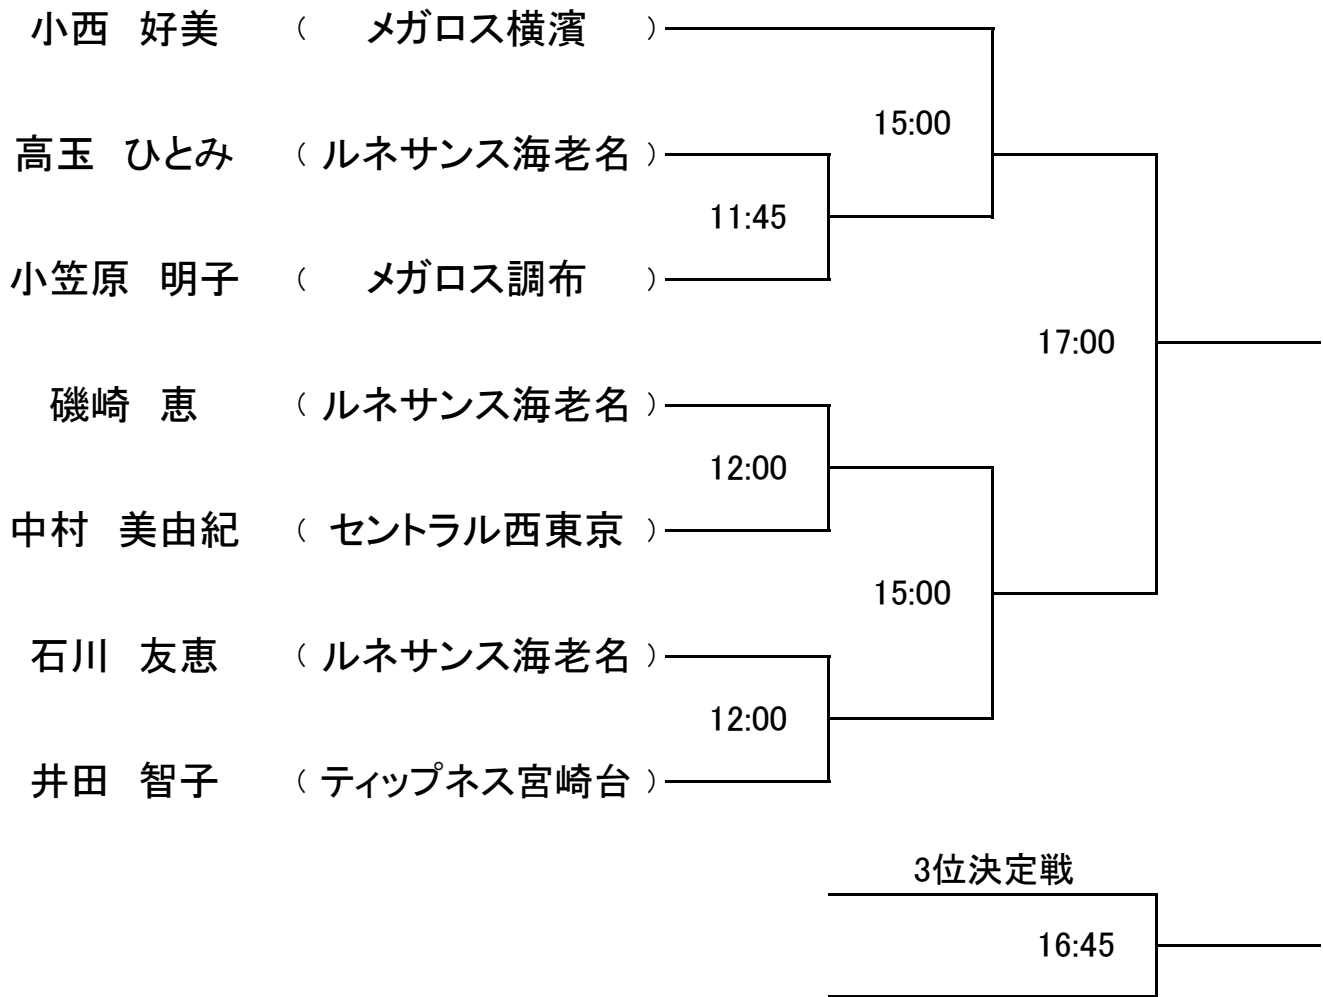 小西　好美　（　メガロス横濱　）
15:00
高玉　ひとみ　（ ルネサンス海老名 ）
11:45
小笠原　明子　（　メガロス調布　）
17:00
磯崎　恵　（ ルネサンス海老名 ）
12:00
中村　美由紀　（ セントラル西東京 ）
15:00
石川　友恵　（ ルネサンス海老名 ）
12:00
井田　智子　（ ティップネス宮崎台 ）
3位決定戦
16:45